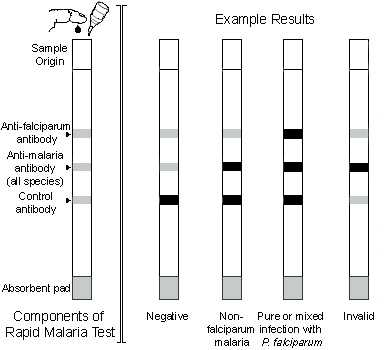 Example Results
Sample
Origin
Anti-falciparum
antibody
Anti-malaria
antibody
(all species)
Control
antibody
Absorbent pad
Components of
Rapid Malaria Test
Negative
Non-
falciparum
malaria
Pure or mixed
infection with
P. falciparum
Invalid